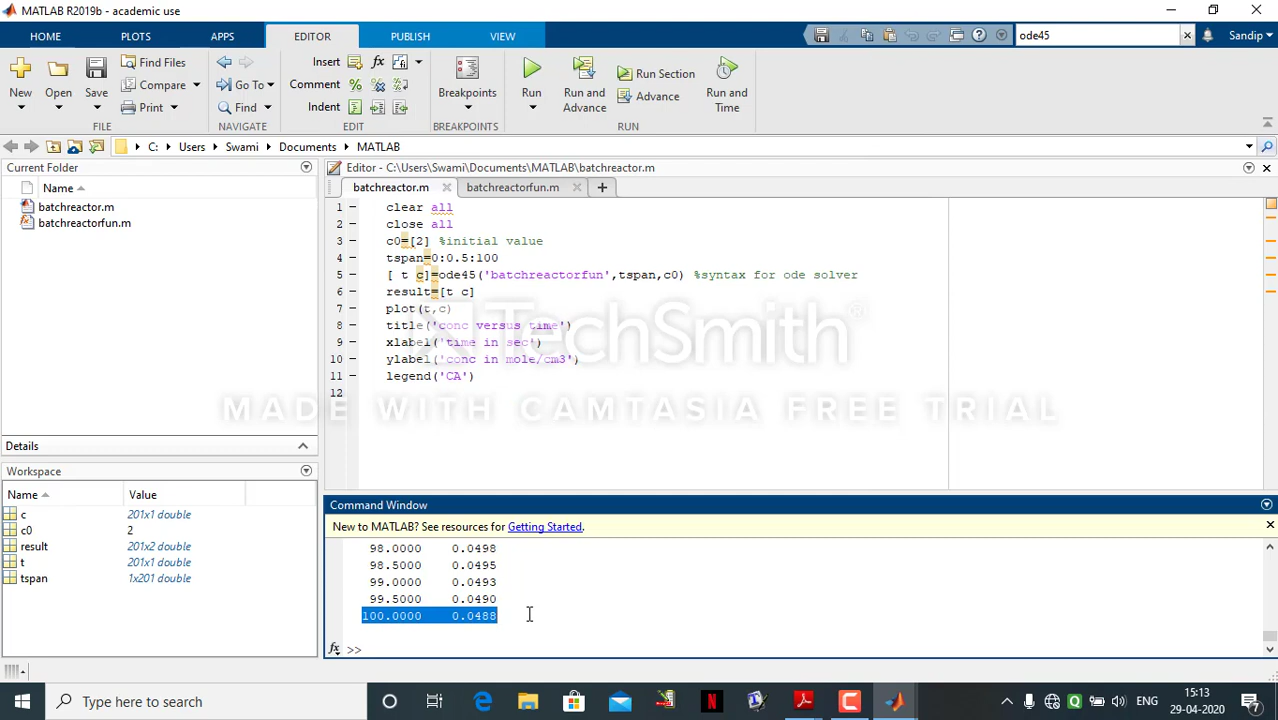 MATLAB R2019b - academic use
HOME PLOTS APPS EDITOR PUBLISH VIEW
ode45
Sandip
New
Open
Save
Find Files
Compare
Print
FILE
Go To
Find
NAVIGATE
Insert
Comment
Indent
EDIT
Breakpoints
BREAKPOINTS
Run
Run and Advance
Run Section
Advance
Run and Time
RUN
C: Users Swami Documents MATLAB
Current Folder
Name
batchreactor.m
batchreactorfun.m
Details
Workspace
Name Value
c 201x1 double
c0 2
result 201x2 double
t 201x1 double
tspan 1x201 double
Editor - C:\Users\Swami\Documents\MATLAB\batchreactor.m
batchreactor.m batchreactorfun.m
1 clear all
2 close all
3 c0=[2] %initial value
4 tspan=0:0.5:100
5 [ t c]=ode45('batchreactorfun',tspan,c0) %syntax for ode solver
6 result=[t c]
7 plot(t,c)
8 title('conc versus time')
9 xlabel('time in sec')
10 ylabel('conc in mole/cm3')
11 legend('CA')
12
TechSmith®
MADE WITH CAMTASIA FREE TRIAL
Command Window
New to MATLAB? See resources for Getting Started.
98.0000 0.0498
98.5000 0.0495
99.0000 0.0493
99.5000 0.0490
100.0000 0.0488
fx >>
Type here to search
ENG
15:13
29-04-2020
7